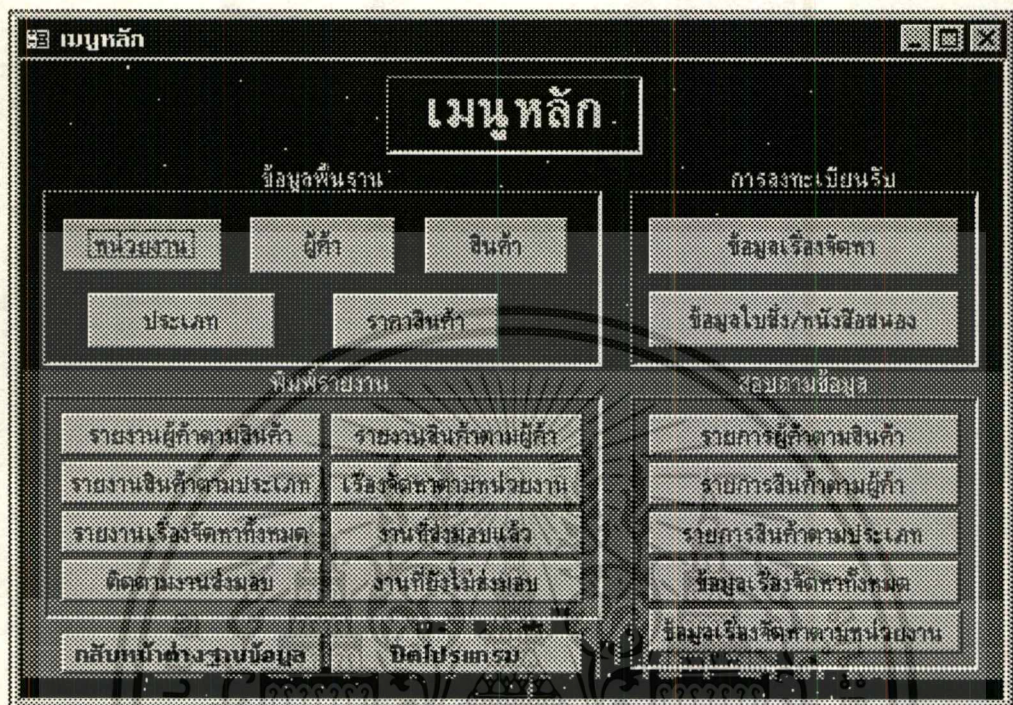 เมนูหลัก
เมนูหลัก
ข้อมูลพื้นฐาน
หน่วยงาน ผู้ค้า สินค้า
ประเภท ราคาสินค้า
การลงทะเบียนรับ
ข้อมูลเรื่องจัดหา
ข้อมูลใบสั่ง/หนังสือสนอง
พิมพ์รายงาน
รายงานผู้ค้าตามสินค้า รายงานสินค้าตามผู้ค้า
รายงานสินค้าตามประเภท เรื่องจัดหาตามหน่วยงาน
รายงานเรื่องจัดหาทั้งหมด งานที่ส่งมอบแล้ว
ติดตามงานส่งมอบ งานที่ยังไม่ส่งมอบ
กลับหน้าต่างฐานข้อมูล ปิดโปรแกรม
สอบถามข้อมูล
รายการผู้ค้าตามสินค้า
รายการสินค้าตามผู้ค้า
รายการสินค้าตามประเภท
ข้อมูลเรื่องจัดหาทั้งหมด
ข้อมูลเรื่องจัดหาตามหน่วยงาน